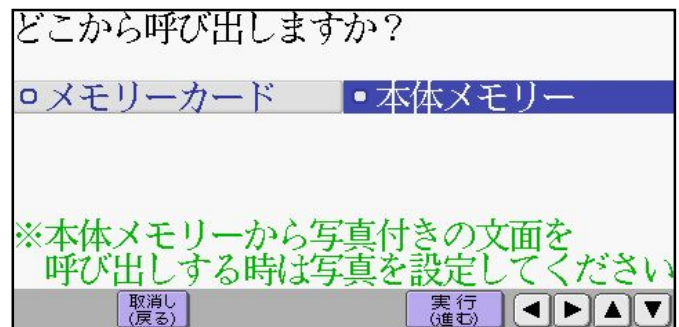 どこから呼び出しますか？
メモリーカード 本体メモリー
※本体メモリーから写真付きの文面を
呼び出しする時は写真を設定してください
取消し 実行
(戻る) (進む)